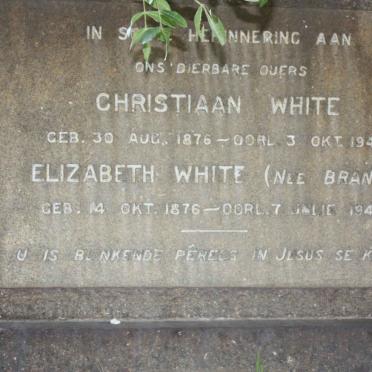 IN HERINNERING AAN
ONS DIERBARE OUERS
CHRISTIAAN WHITE
GEB. 30 AUG. 1876 — OORL. 3 OKT. 194
ELIZABETH WHITE (NEE BRAN
GEB. 14 OKT. 1876 — OORL. 7 JULIE 194
U IS BLINKENDE PÊRELS IN JESUS SE K